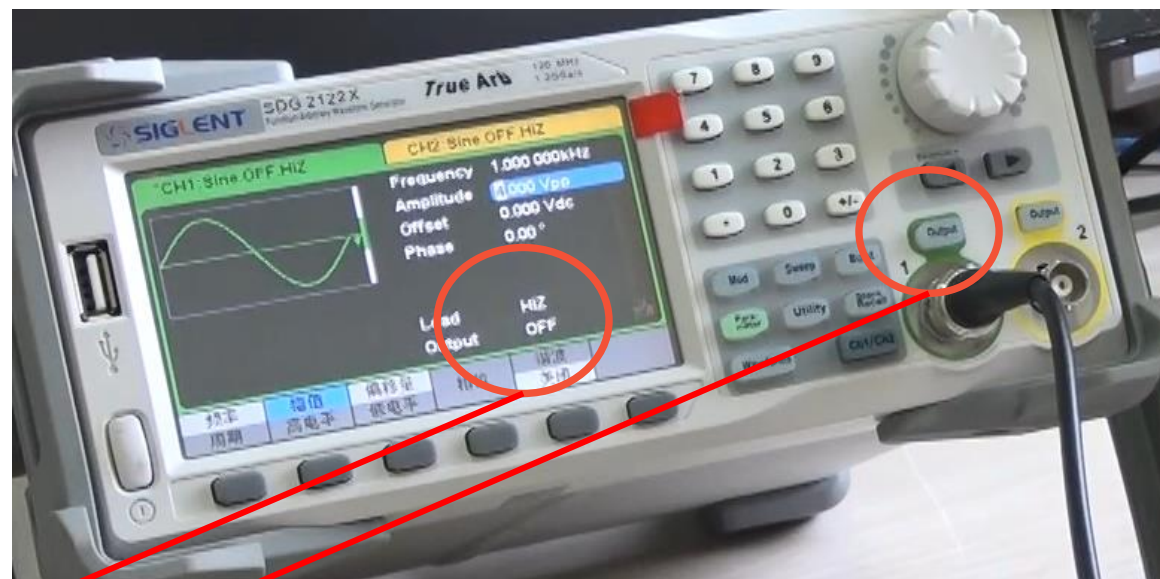 SIGLENT
SDG 2122X
Function/Arbitrary Waveform Generator
True Arb
120 MHz
1.2GSa/s
*CH1:Sine OFF HiZ
CH2:Sine OFF HiZ
Frequency 1.000 000kHz
Amplitude 4.000 Vpp
Offset 0.000 Vdc
Phase 0.00 °
Load HiZ
Output OFF
频率
周期
幅值
高电平
偏移量
低电平
相位
谐波
关闭
7 8 9
4 5 6
1 2 3
· 0 +/-
Mod Sweep Burst
Parameter Utility Store Recall
Waveforms Ch1/Ch2
Output
1
Output
2